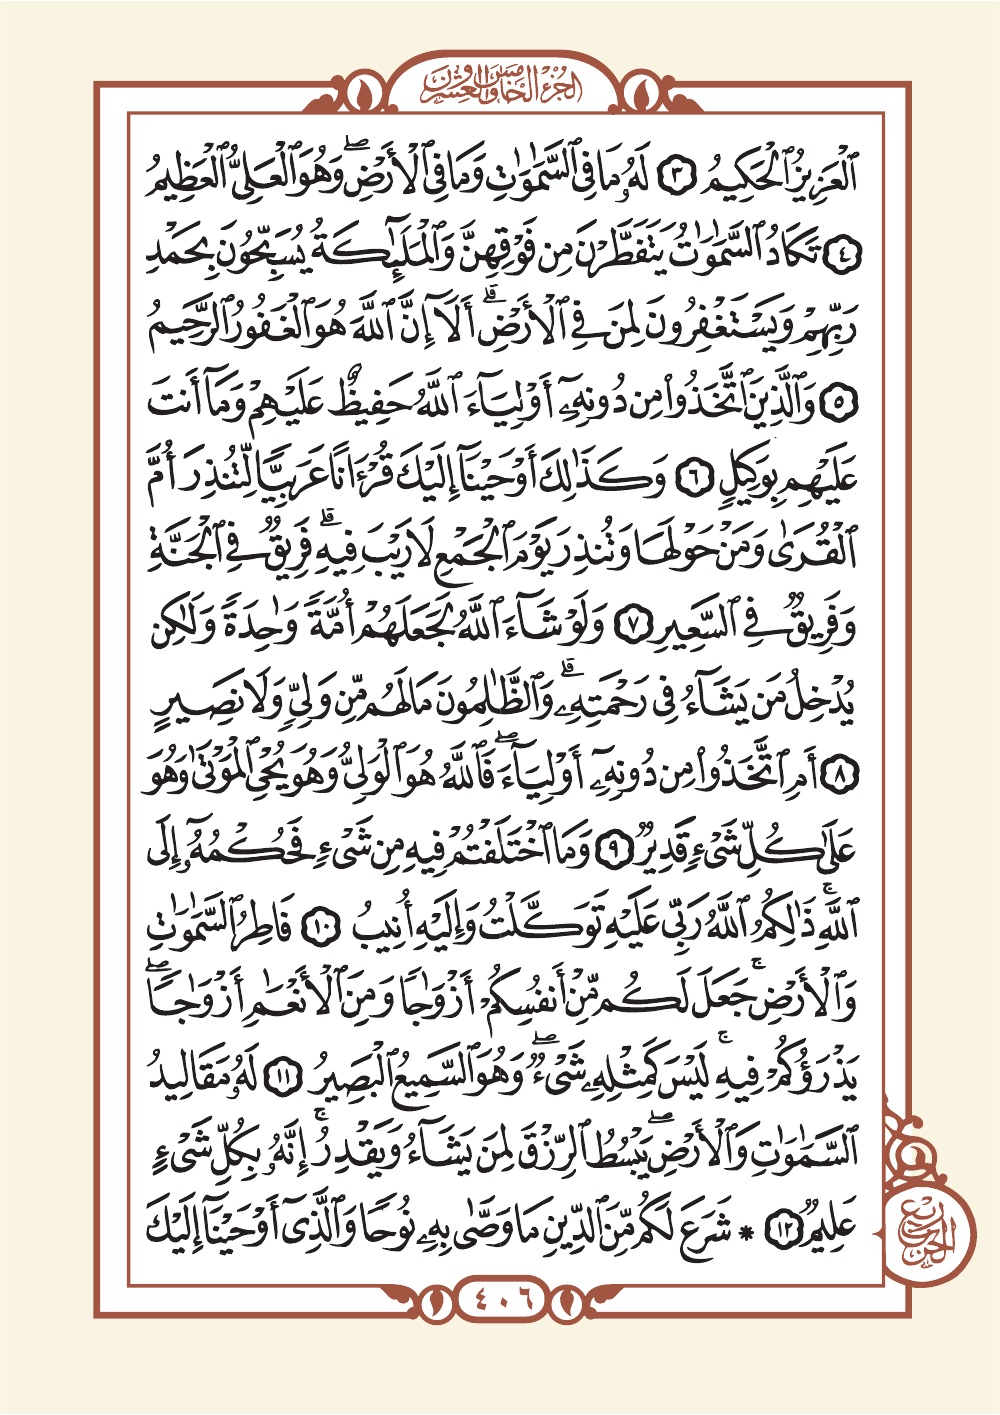 الجزء الخامس والعشرون
ٱلْعَزِيزُ ٱلْحَكِيمُ ٣ لَهُۥ مَا فِى ٱلسَّمَٰوَٰتِ وَمَا فِى ٱلْأَرْضِۖ وَهُوَ ٱلْعَلِىُّ ٱلْعَظِيمُ
٤ تَكَادُ ٱلسَّمَٰوَٰتُ يَتَفَطَّرْنَ مِن فَوْقِهِنَّ وَٱلْمَلَٰٓئِكَةُ يُسَبِّحُونَ بِحَمْدِ
رَبِّهِمْ وَيَسْتَغْفِرُونَ لِمَن فِى ٱلْأَرْضِۗ أَلَآ إِنَّ ٱللَّهَ هُوَ ٱلْغَفُورُ ٱلرَّحِيمُ
٥ وَٱلَّذِينَ ٱتَّخَذُوا۟ مِن دُونِهِۦٓ أَوْلِيَآءَ ٱللَّهُ حَفِيظٌ عَلَيْهِمْ وَمَآ أَنتَ
عَلَيْهِم بِوَكِيلٍ ٦ وَكَذَٰلِكَ أَوْحَيْنَآ إِلَيْكَ قُرْءَانًا عَرَبِيًّا لِّتُنذِرَ أُمَّ
ٱلْقُرَىٰ وَمَنْ حَوْلَهَا وَتُنذِرَ يَوْمَ ٱلْجَمْعِ لَا رَيْبَ فِيهِۗ فَرِيقٌ فِى ٱلْجَنَّةِ
وَفَرِيقٌ فِى ٱلسَّعِيرِ ٧ وَلَوْ شَآءَ ٱللَّهُ لَجَعَلَهُمْ أُمَّةً وَٰحِدَةً وَلَٰكِن
يُدْخِلُ مَن يَشَآءُ فِى رَحْمَتِهِۦۗ وَٱلظَّٰلِمُونَ مَا لَهُم مِّن وَلِىٍّ وَلَا نَصِيرٍ
٨ أَمِ ٱتَّخَذُوا۟ مِن دُونِهِۦٓ أَوْلِيَآءَۖ فَٱللَّهُ هُوَ ٱلْوَلِىُّ وَهُوَ يُحْىِ ٱلْمَوْتَىٰ وَهُوَ
عَلَىٰ كُلِّ شَىْءٍ قَدِيرٌ ٩ وَمَا ٱخْتَلَفْتُمْ فِيهِ مِن شَىْءٍ فَحُكْمُهُۥٓ إِلَى
ٱللَّهِۚ ذَٰلِكُمُ ٱللَّهُ رَبِّى عَلَيْهِ تَوَكَّلْتُ وَإِلَيْهِ أُنِيبُ ١٠ فَاطِرُ ٱلسَّمَٰوَٰتِ
وَٱلْأَرْضِۚ جَعَلَ لَكُم مِّنْ أَنفُسِكُمْ أَزْوَٰجًا وَمِنَ ٱلْأَنْعَٰمِ أَزْوَٰجًاۖ
يَذْرَؤُكُمْ فِيهِۚ لَيْسَ كَمِثْلِهِۦ شَىْءٌۖ وَهُوَ ٱلسَّمِيعُ ٱلْبَصِيرُ ١١ لَهُۥ مَقَالِيدُ
ٱلسَّمَٰوَٰتِ وَٱلْأَرْضِۖ يَبْسُطُ ٱلرِّزْقَ لِمَن يَشَآءُ وَيَقْدِرُۚ إِنَّهُۥ بِكُلِّ شَىْءٍ
عَلِيمٌ ١٢ * شَرَعَ لَكُم مِّنَ ٱلدِّينِ مَا وَصَّىٰ بِهِۦ نُوحًا وَٱلَّذِىٓ أَوْحَيْنَآ إِلَيْكَ
ربع الحزب
٤٠٦